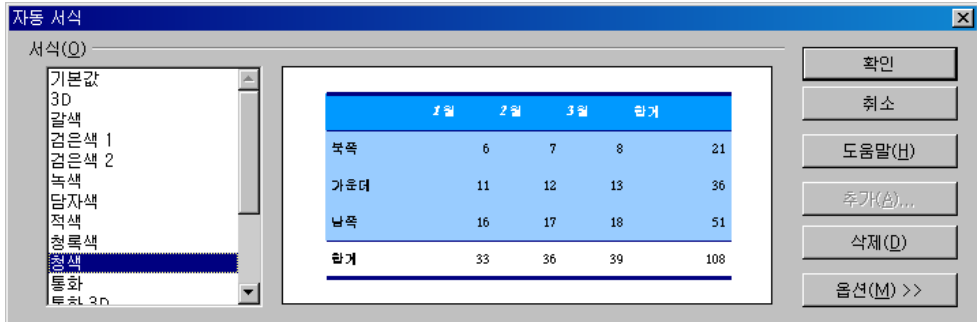 자동 서식
서식(O)
기본값
3D
갈색
검은색 1
검은색 2
녹색
담자색
적색
청록색
청색
통화
통화 3D
1월 2월 3월 합계
북쪽 6 7 8 21
가운데 11 12 13 36
남쪽 16 17 18 51
합계 33 36 39 108
확인
취소
도움말(H)
추가(A)...
삭제(D)
옵션(M) >>